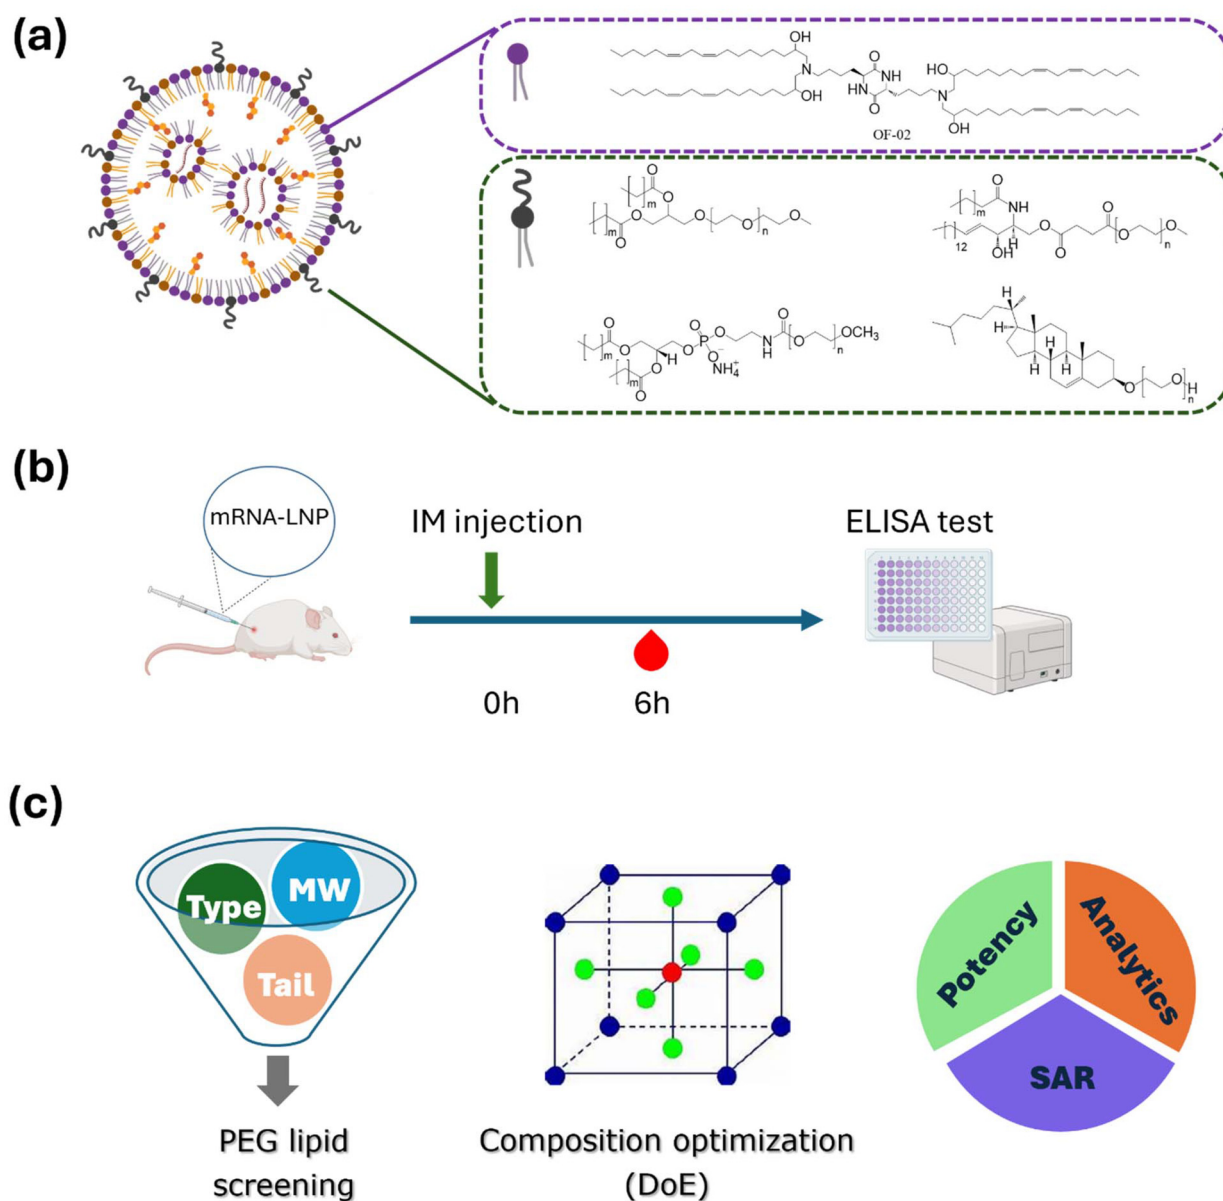 (a)
OH
N
OH
O
NH
HN
O
HO
N
OH
OF-02
O
m
O
O
m
O
O
O
n
O
O
m
NH
12
OH
H
O
O
O
O
n
O
O
m
O
O
m
O
H
O
P
O
O
O
−
NH4+
N
H
O
O
n
OCH3
H
H
H
H
O
O
n
H
(b)
mRNA-LNP
IM injection
ELISA test
0h
6h
(c)
Type
MW
Tail
PEG lipid
screening
Composition optimization
(DoE)
Potency
Analytics
SAR